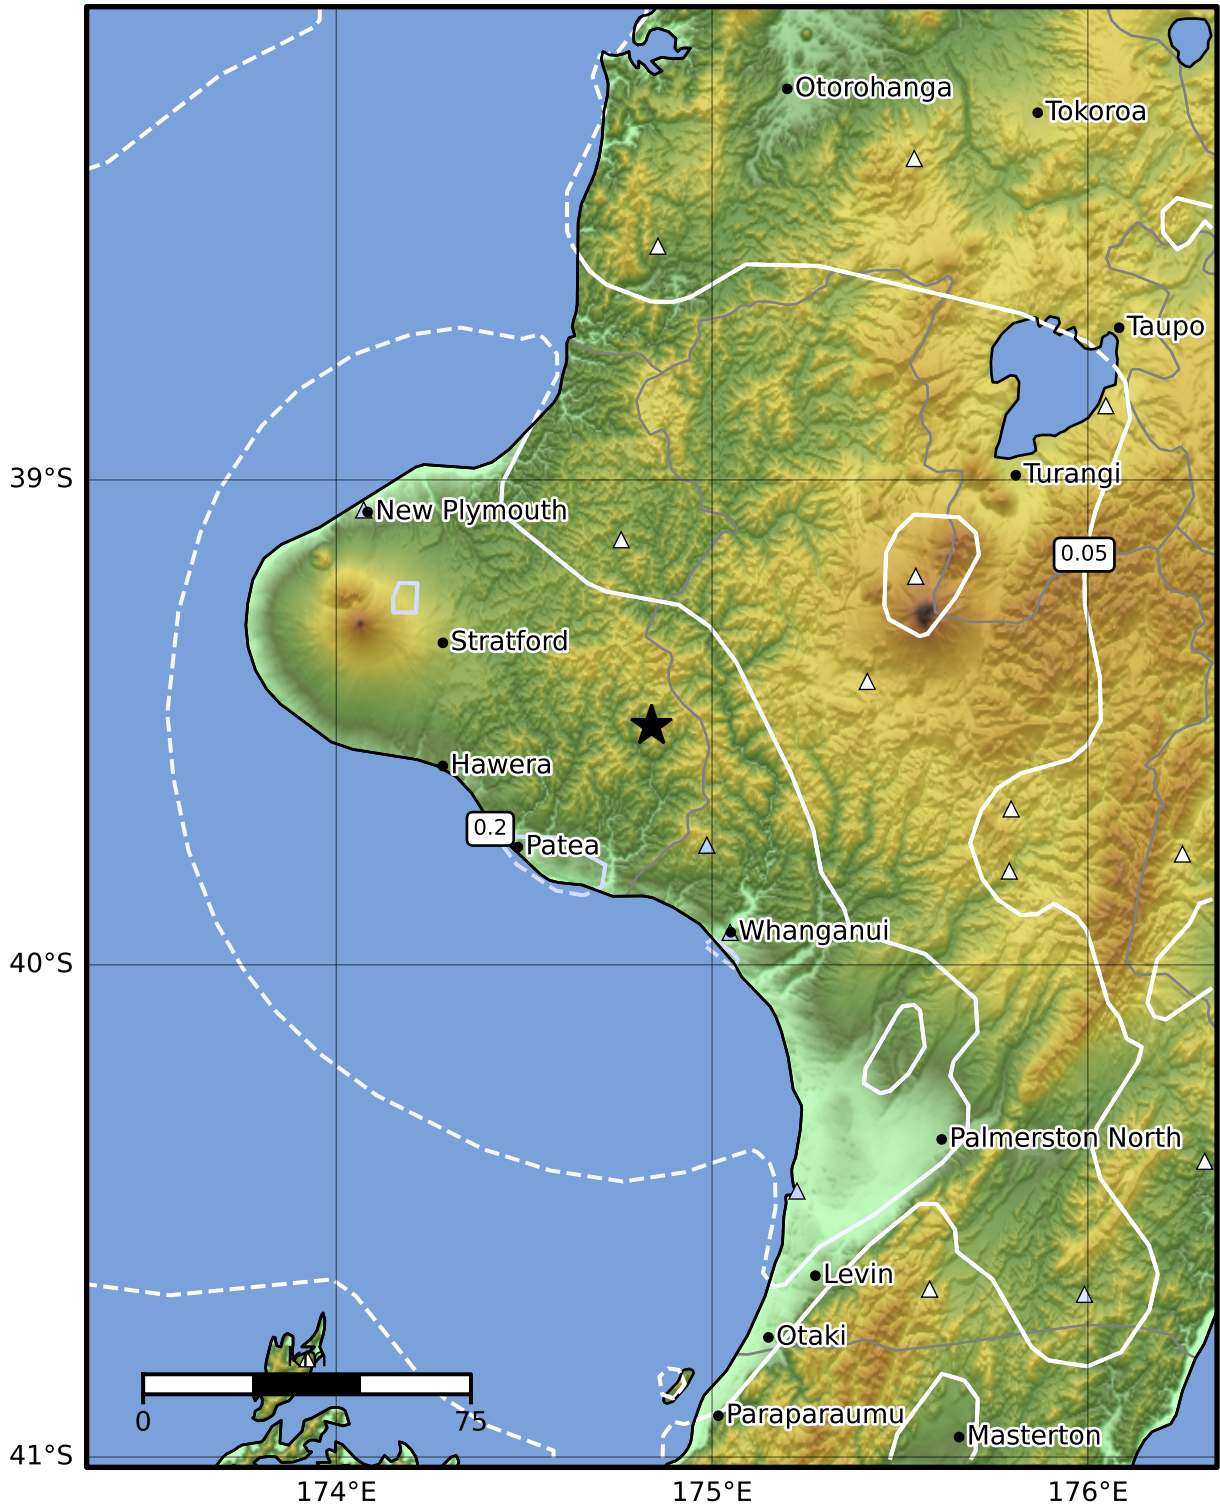 Otorohanga
Tokoroa
Taupo
39°S
Turangi
New Plymouth
0.05
Stratford
Hawera
0.2
Patea
Whanganui
40°S
Palmerston North
Levin
Otaki
0
75
Paraparaumu
Masterton
41°S
174°E
175°E
176°E